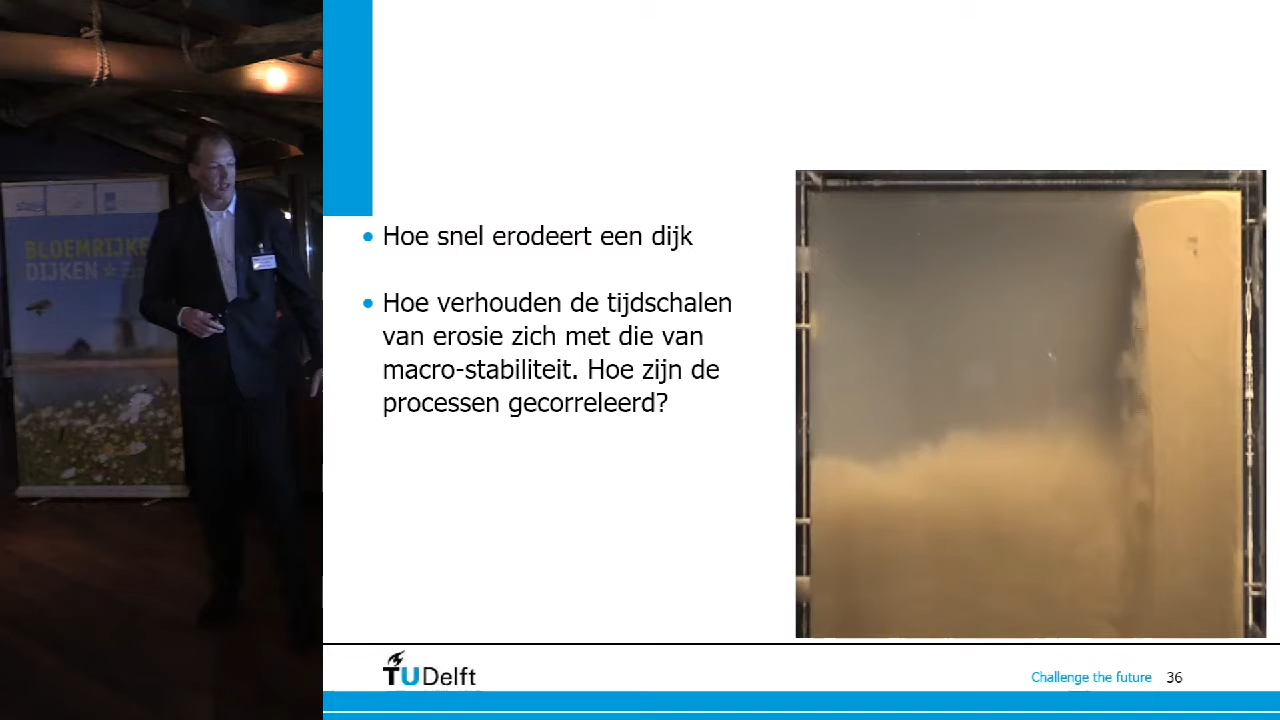 BLOEMRIJKE
DIJKEN
Hoe snel erodeert een dijk
Hoe verhouden de tijdschalen
van erosie zich met die van
macro-stabiliteit. Hoe zijn de
processen gecorreleerd?
TUDelft
Challenge the future 36